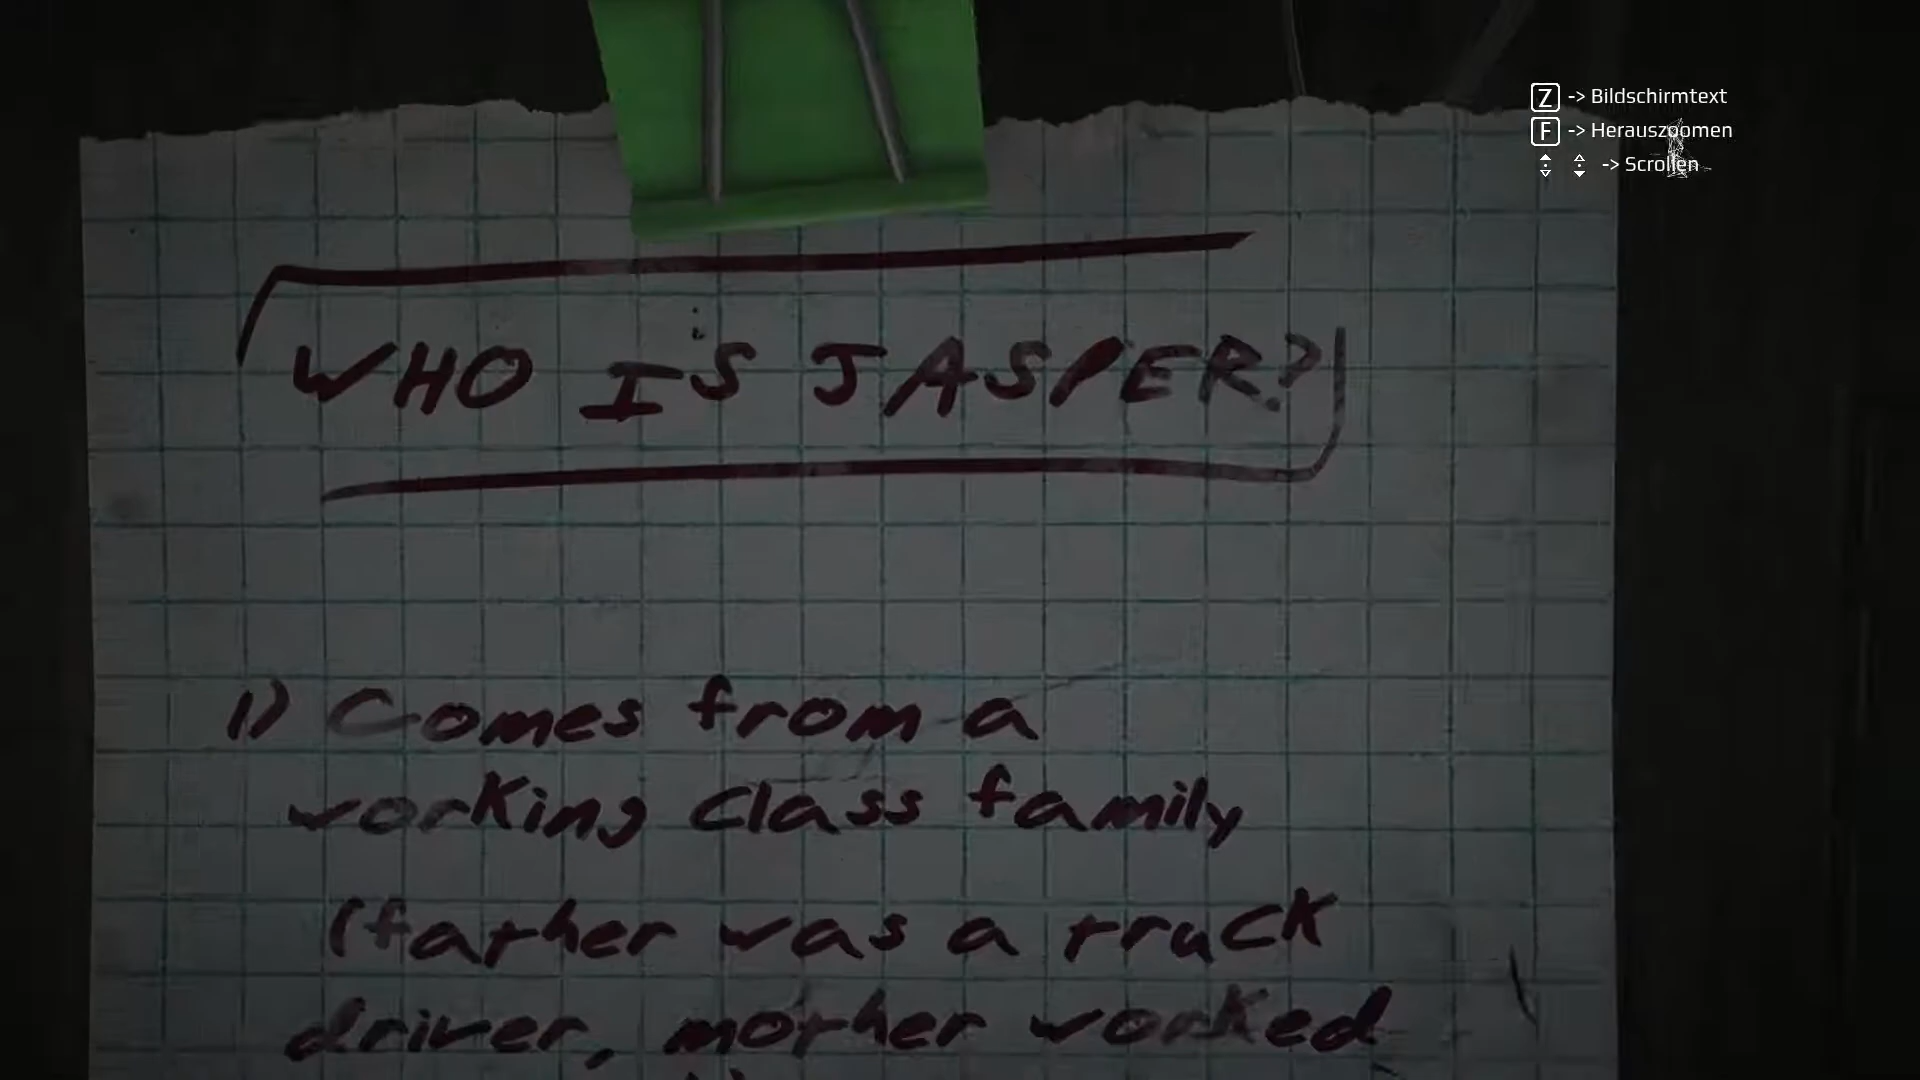 Z -> Bildschirmtext
F -> Herauszoomen
-> Scrollen
WHO IS JASPER?
1) Comes from a
working class family
(father was a truck
driver, mother worked